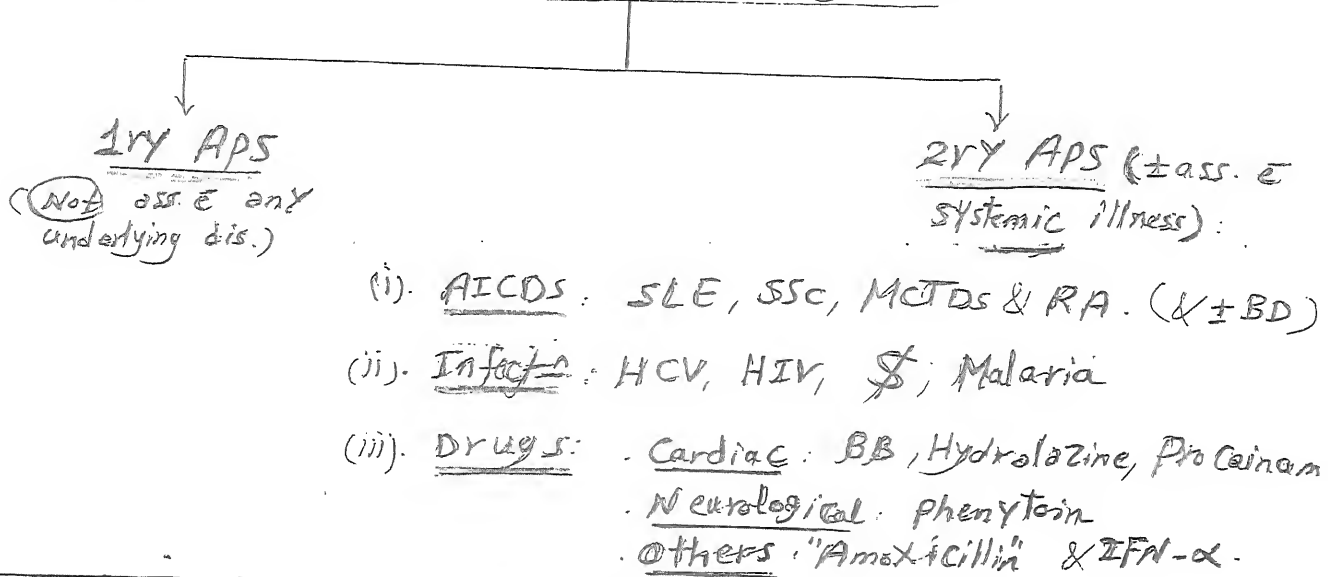 1ry APS
(Not ass. ē any
underlying dis.)
2ry APS (±ass. ē
systemic illness):
(i). AICDs: SLE, SSc, MCTDs & RA. (& ± BD)
(ii). Infectn: HCV, HIV, $, Malaria
(iii). Drugs: . Cardiac: BB, Hydralazine, Procainam
. Neurological: phenytoin
. Others: "Amoxicillin" & IFN-α.